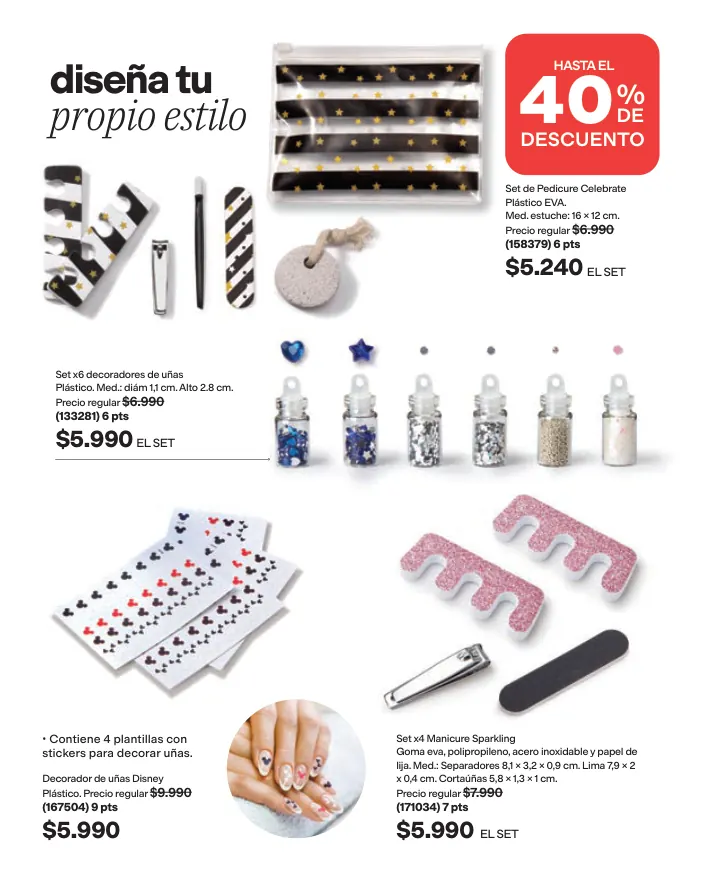 diseña tu
propio estilo
HASTA EL
40%
DE
DESCUENTO
Set de Pedicure Celebrate
Plástico EVA.
Med. estuche: 16 × 12 cm.
Precio regular $6.990
(158379) 6 pts
$5.240 EL SET
Set x6 decoradores de uñas
Plástico. Med.: diám 1,1 cm. Alto 2.8 cm.
Precio regular $6.990
(133281) 6 pts
$5.990 EL SET
• Contiene 4 plantillas con
stickers para decorar uñas.
Decorador de uñas Disney
Plástico. Precio regular $9.990
(167504) 9 pts
$5.990
Set x4 Manicure Sparkling
Goma eva, polipropileno, acero inoxidable y papel de
lija. Med.: Separadores 8,1 × 3,2 × 0,9 cm. Lima 7,9 × 2
x 0,4 cm. Cortaúñas 5,8 × 1,3 × 1 cm.
Precio regular $7.990
(171034) 7 pts
$5.990 EL SET